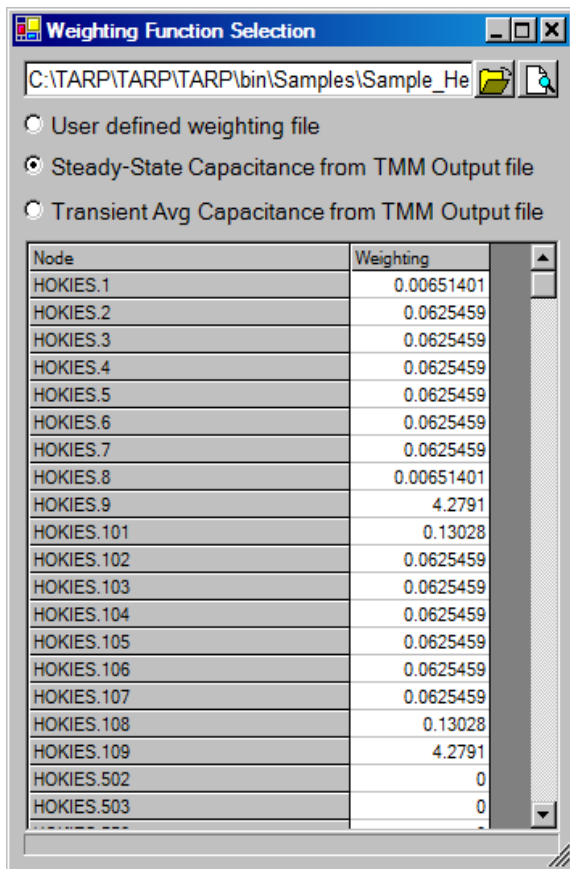 Weighting Function Selection
C:\TARP\TARP\TARP\bin\Samples\Sample_He
User defined weighting file
Steady-State Capacitance from TMM Output file
Transient Avg Capacitance from TMM Output file
Node Weighting
HOKIES.1 0.00651401
HOKIES.2 0.0625459
HOKIES.3 0.0625459
HOKIES.4 0.0625459
HOKIES.5 0.0625459
HOKIES.6 0.0625459
HOKIES.7 0.0625459
HOKIES.8 0.00651401
HOKIES.9 4.2791
HOKIES.101 0.13028
HOKIES.102 0.0625459
HOKIES.103 0.0625459
HOKIES.104 0.0625459
HOKIES.105 0.0625459
HOKIES.106 0.0625459
HOKIES.107 0.0625459
HOKIES.108 0.13028
HOKIES.109 4.2791
HOKIES.502 0
HOKIES.503 0